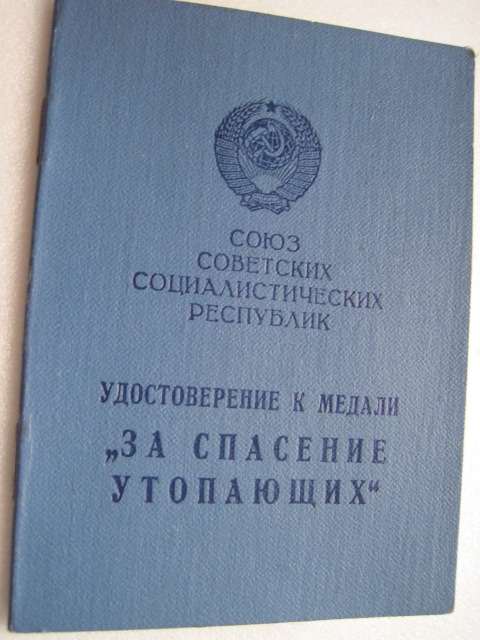 СОЮЗ
СОВЕТСКИХ
СОЦИАЛИСТИЧЕСКИХ
РЕСПУБЛИК
УДОСТОВЕРЕНИЕ К МЕДАЛИ
„ЗА СПАСЕНИЕ
УТОПАЮЩИХ“